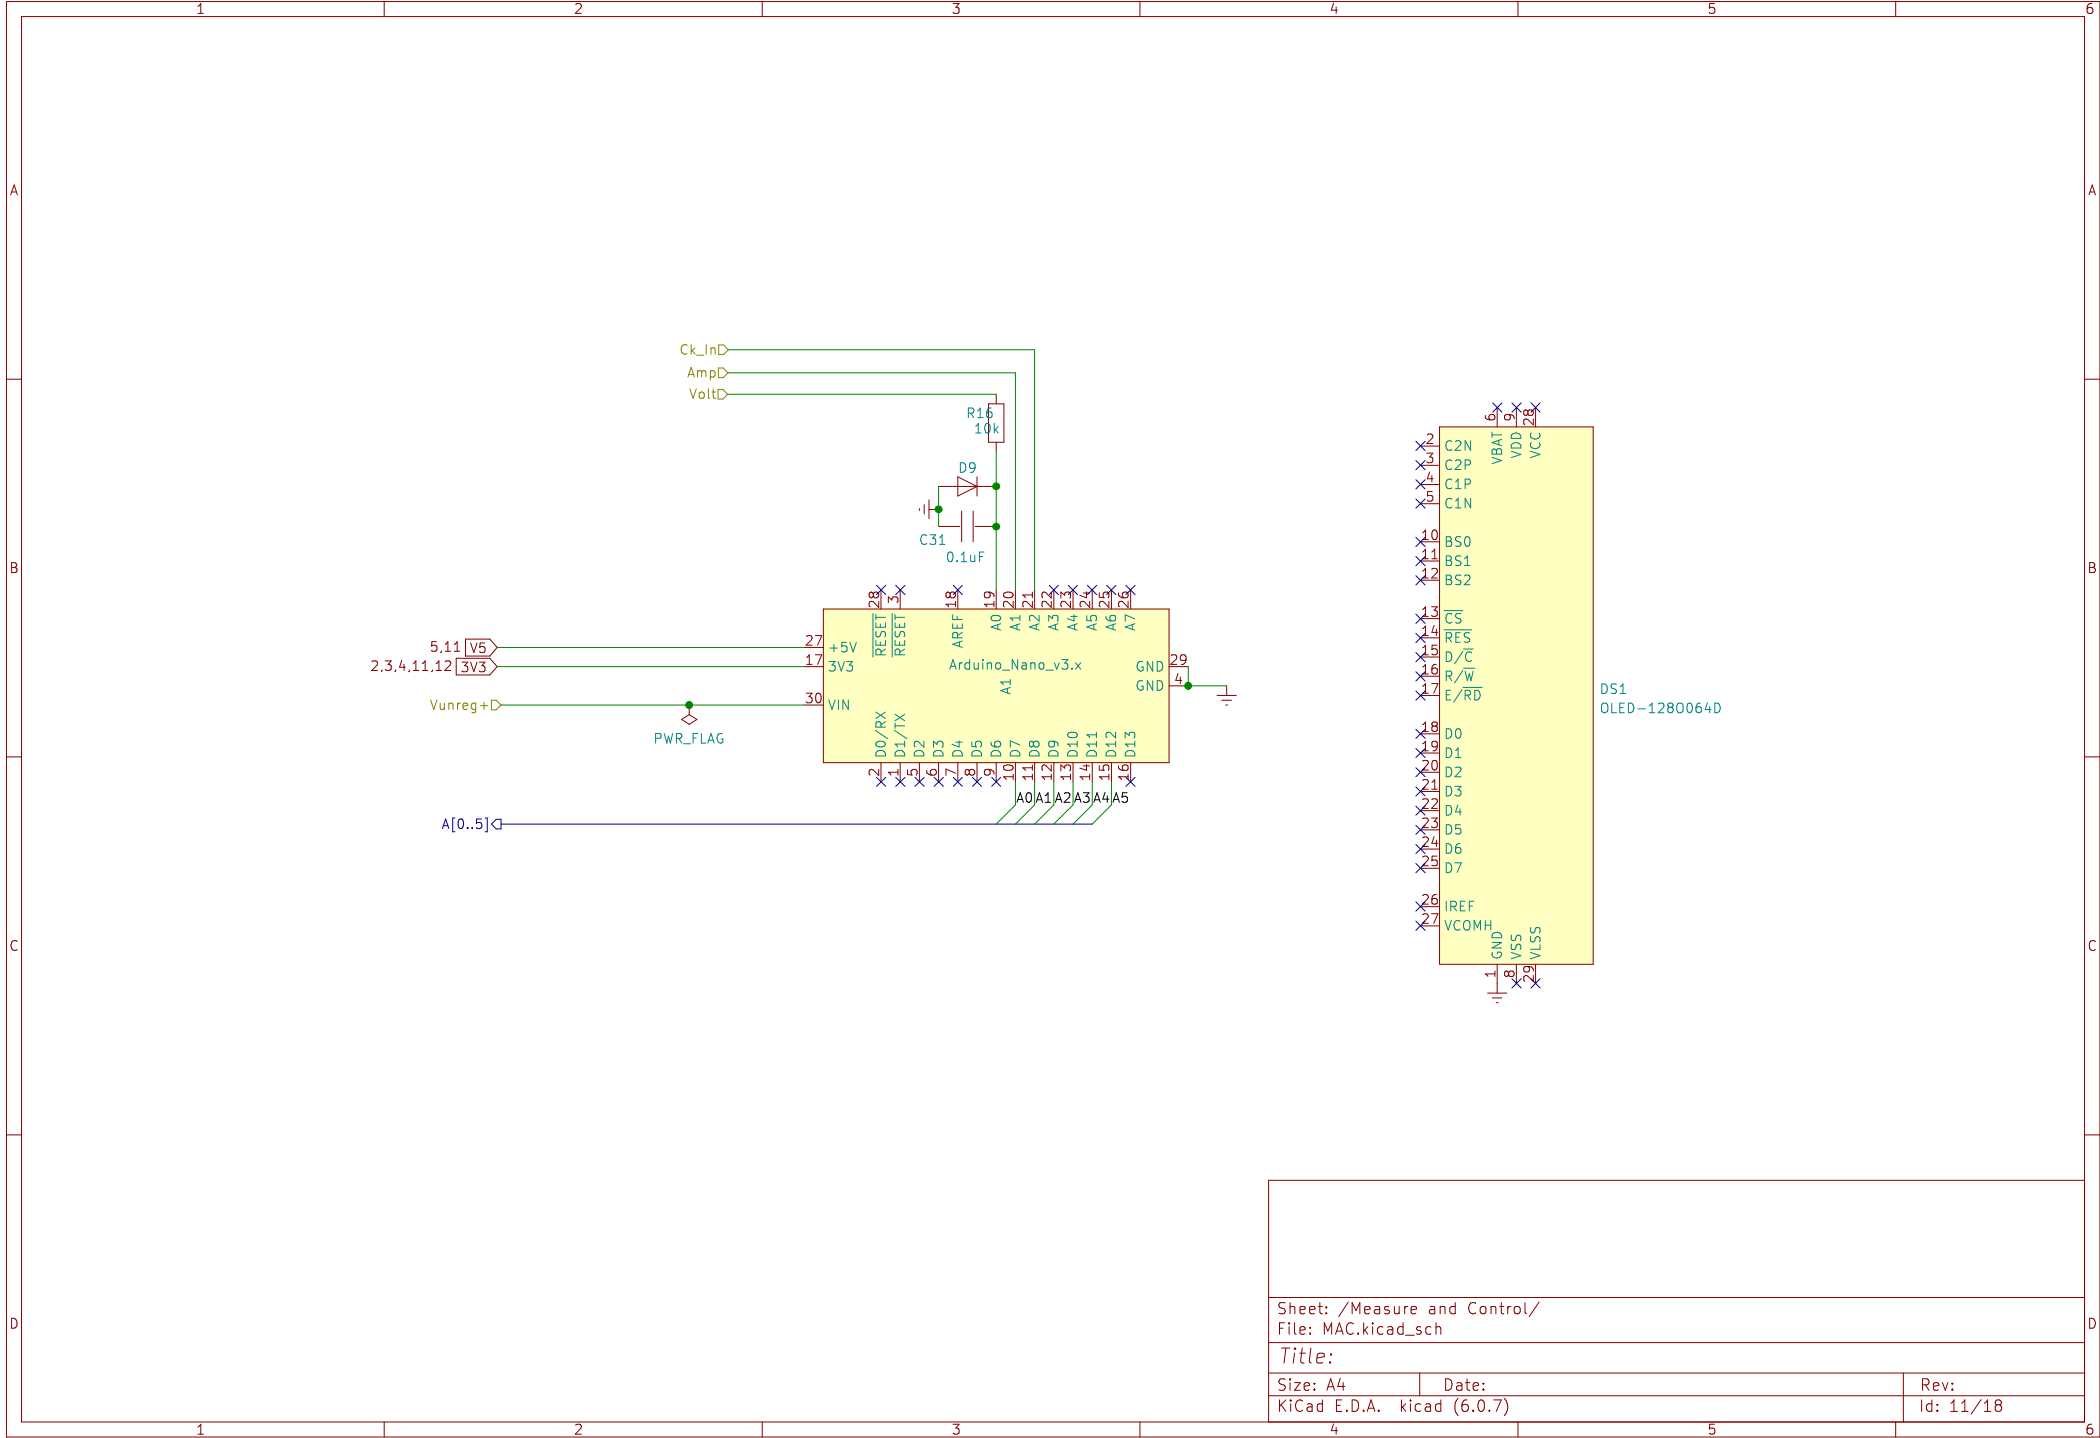 1 2 3 4 5 6
A A
Ck_In
Amp
Volt
R16
10k
D9
C31
0.1uF
B B
28 3 18 19 20 21 22 23 24 25 26
RESET RESET AREF A0 A1 A2 A3 A4 A5 A6 A7
5,11 V5 27 +5V
2,3,4,11,12 3V3 17 3V3
Arduino_Nano_v3.x
A1
GND 29
GND 4
Vunreg+ 30 VIN
PWR_FLAG
D0/RX D1/TX D2 D3 D4 D5 D6 D7 D8 D9 D10 D11 D12 D13
2 1 5 6 7 8 9 10 11 12 13 14 15 16
A0 A1 A2 A3 A4 A5
A[0..5]
6 9 28
VBAT VDD VCC
2 C2N
3 C2P
4 C1P
5 C1N
10 BS0
11 BS1
12 BS2
13 CS
14 RES
15 D/C
16 R/W
17 E/RD
DS1
OLED-128O064D
18 D0
19 D1
20 D2
21 D3
22 D4
23 D5
24 D6
25 D7
26 IREF
27 VCOMH
GND VSS VLSS
1 8 29
C C
D D
Sheet: /Measure and Control/
File: MAC.kicad_sch
Title:
Size: A4 Date: Rev:
KiCad E.D.A. kicad (6.0.7) Id: 11/18
1 2 3 4 5 6